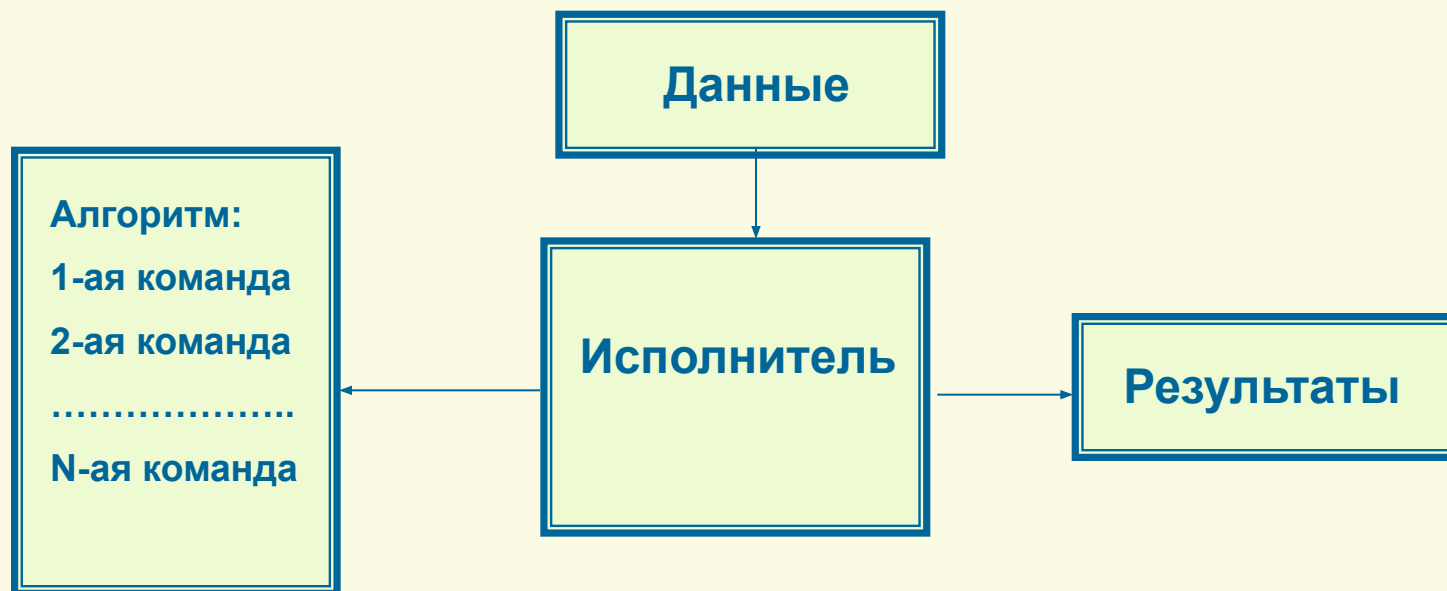 Данные
Алгоритм:
1-ая команда
2-ая команда
…………………..
N-ая команда
Исполнитель
Результаты